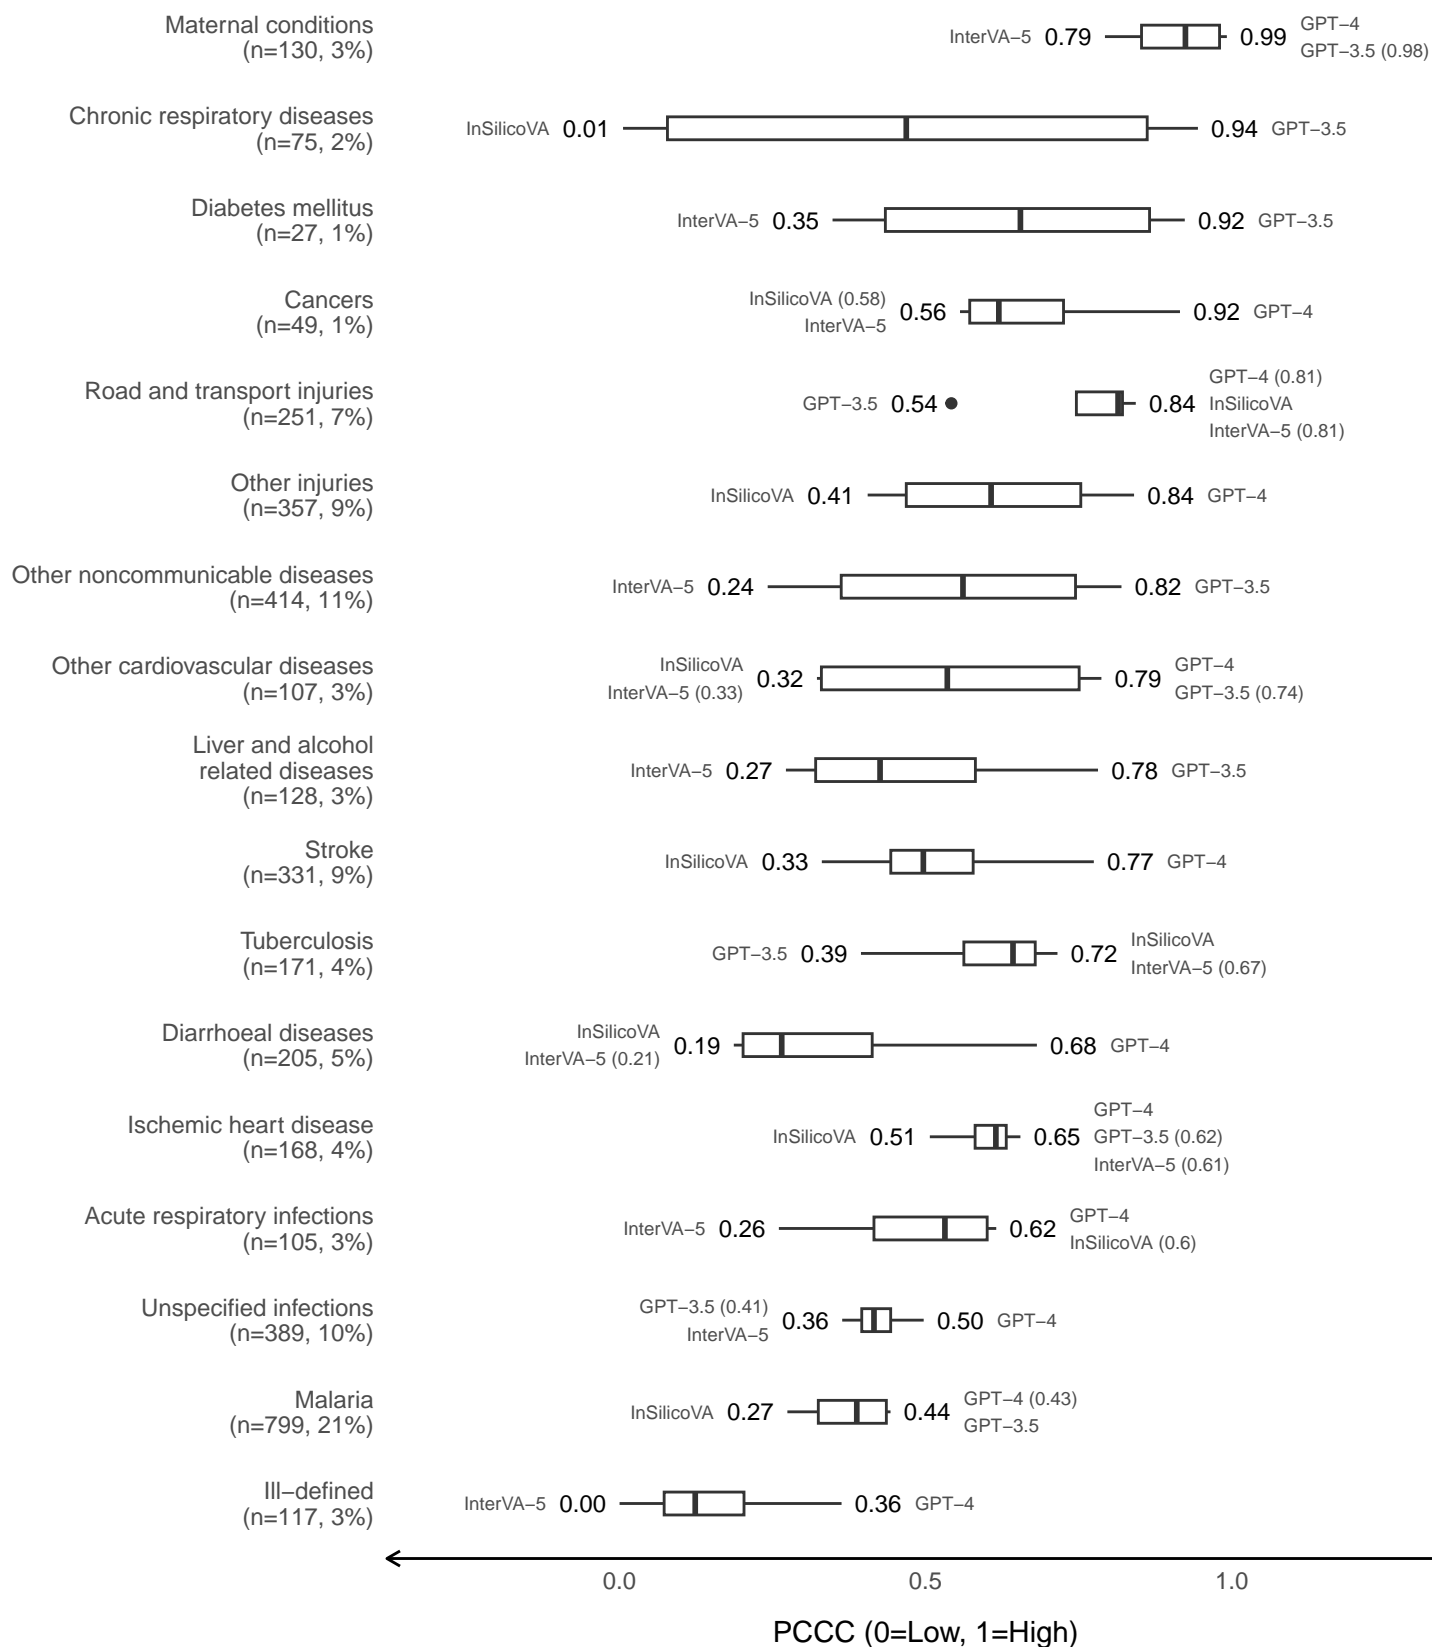 Maternal conditions
(n=130, 3%)
InterVA−5 0.79 0.99 GPT−4
GPT−3.5 (0.98)
Chronic respiratory diseases
(n=75, 2%)
InSilicoVA 0.01 0.94 GPT−3.5
Diabetes mellitus
(n=27, 1%)
InterVA−5 0.35 0.92 GPT−3.5
Cancers
(n=49, 1%)
InSilicoVA (0.58)
InterVA−5
0.56 0.92 GPT−4
Road and transport injuries
(n=251, 7%)
GPT−3.5 0.54 0.84
GPT−4 (0.81)
InSilicoVA
InterVA−5 (0.81)
Other injuries
(n=357, 9%)
InSilicoVA 0.41 0.84 GPT−4
Other noncommunicable diseases
(n=414, 11%)
InterVA−5 0.24 0.82 GPT−3.5
Other cardiovascular diseases
(n=107, 3%)
InSilicoVA
InterVA−5 (0.33)
0.32 0.79
GPT−4
GPT−3.5 (0.74)
Liver and alcohol
related diseases
(n=128, 3%)
InterVA−5 0.27 0.78 GPT−3.5
Stroke
(n=331, 9%)
InSilicoVA 0.33 0.77 GPT−4
Tuberculosis
(n=171, 4%)
GPT−3.5 0.39 0.72
InSilicoVA
InterVA−5 (0.67)
Diarrhoeal diseases
(n=205, 5%)
InSilicoVA
InterVA−5 (0.21)
0.19 0.68 GPT−4
Ischemic heart disease
(n=168, 4%)
InSilicoVA 0.51 0.65
GPT−4
GPT−3.5 (0.62)
InterVA−5 (0.61)
Acute respiratory infections
(n=105, 3%)
InterVA−5 0.26 0.62
GPT−4
InSilicoVA (0.6)
Unspecified infections
(n=389, 10%)
GPT−3.5 (0.41)
InterVA−5
0.36 0.50 GPT−4
Malaria
(n=799, 21%)
InSilicoVA 0.27 0.44
GPT−4 (0.43)
GPT−3.5
Ill−defined
(n=117, 3%)
InterVA−5 0.00 0.36 GPT−4
0.0 0.5 1.0
PCCC (0=Low, 1=High)